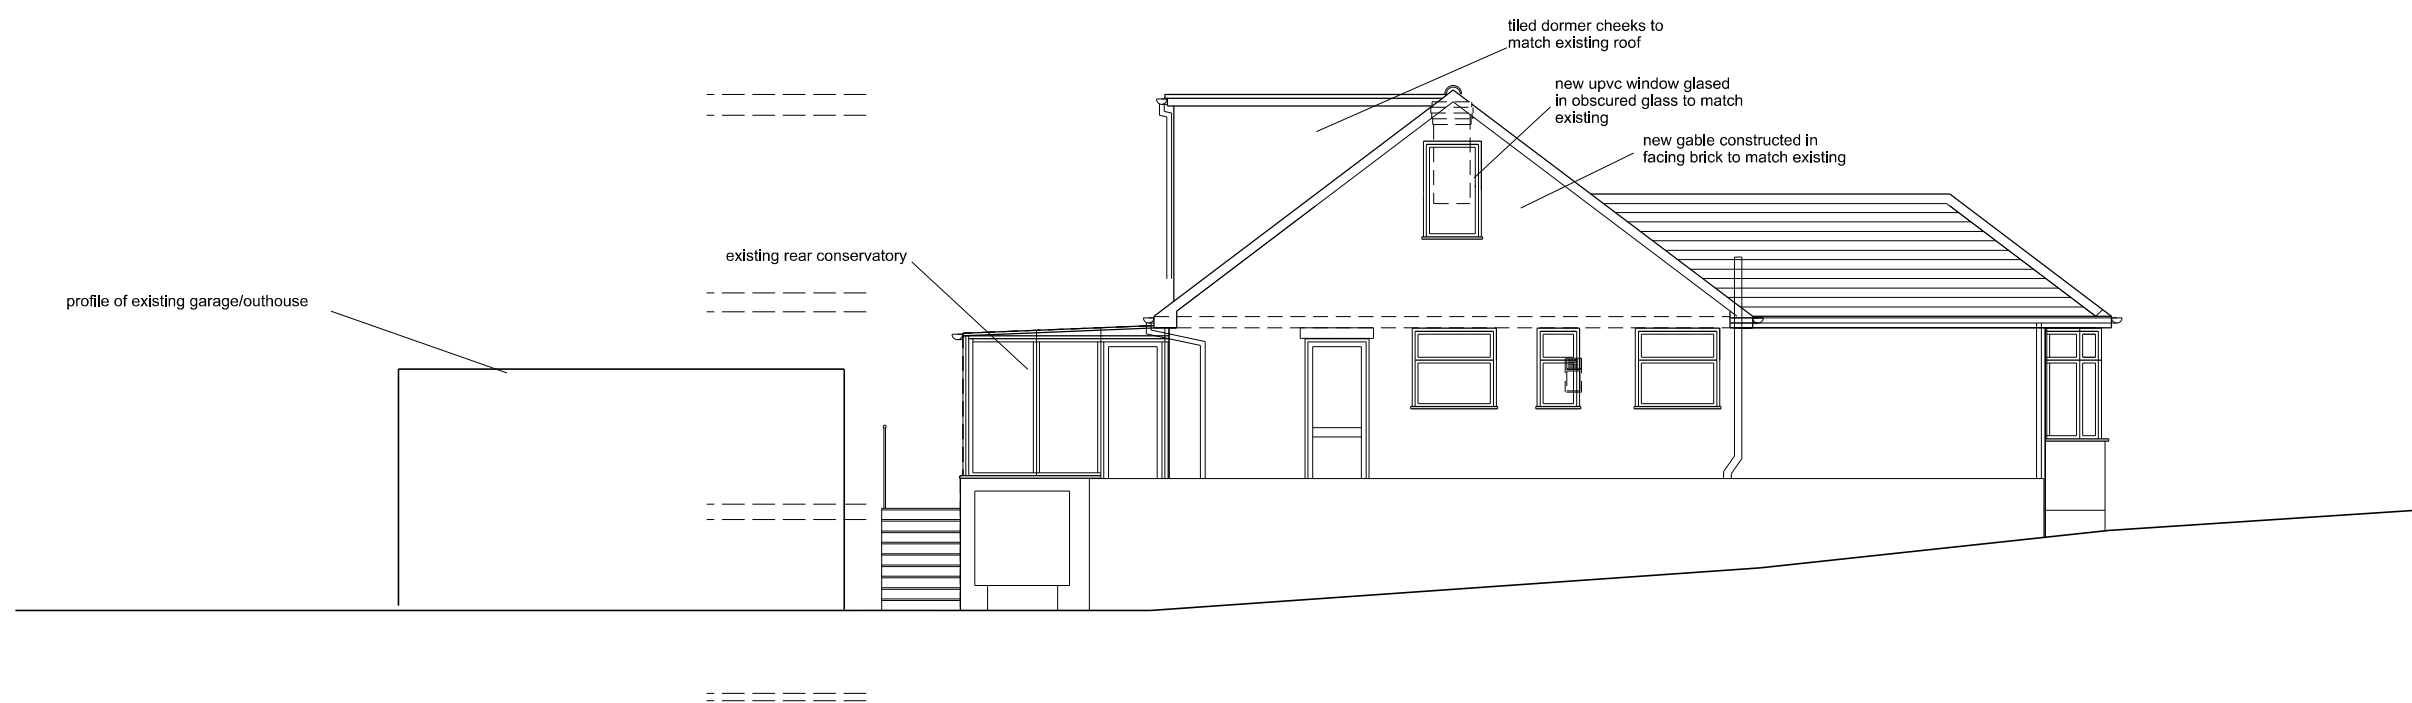 tiled dormer cheeks to
match existing roof
new upvc window glased
in obscured glass to match
existing
new gable constructed in
facing brick to match existing
existing rear conservatory
profile of existing garage/outhouse